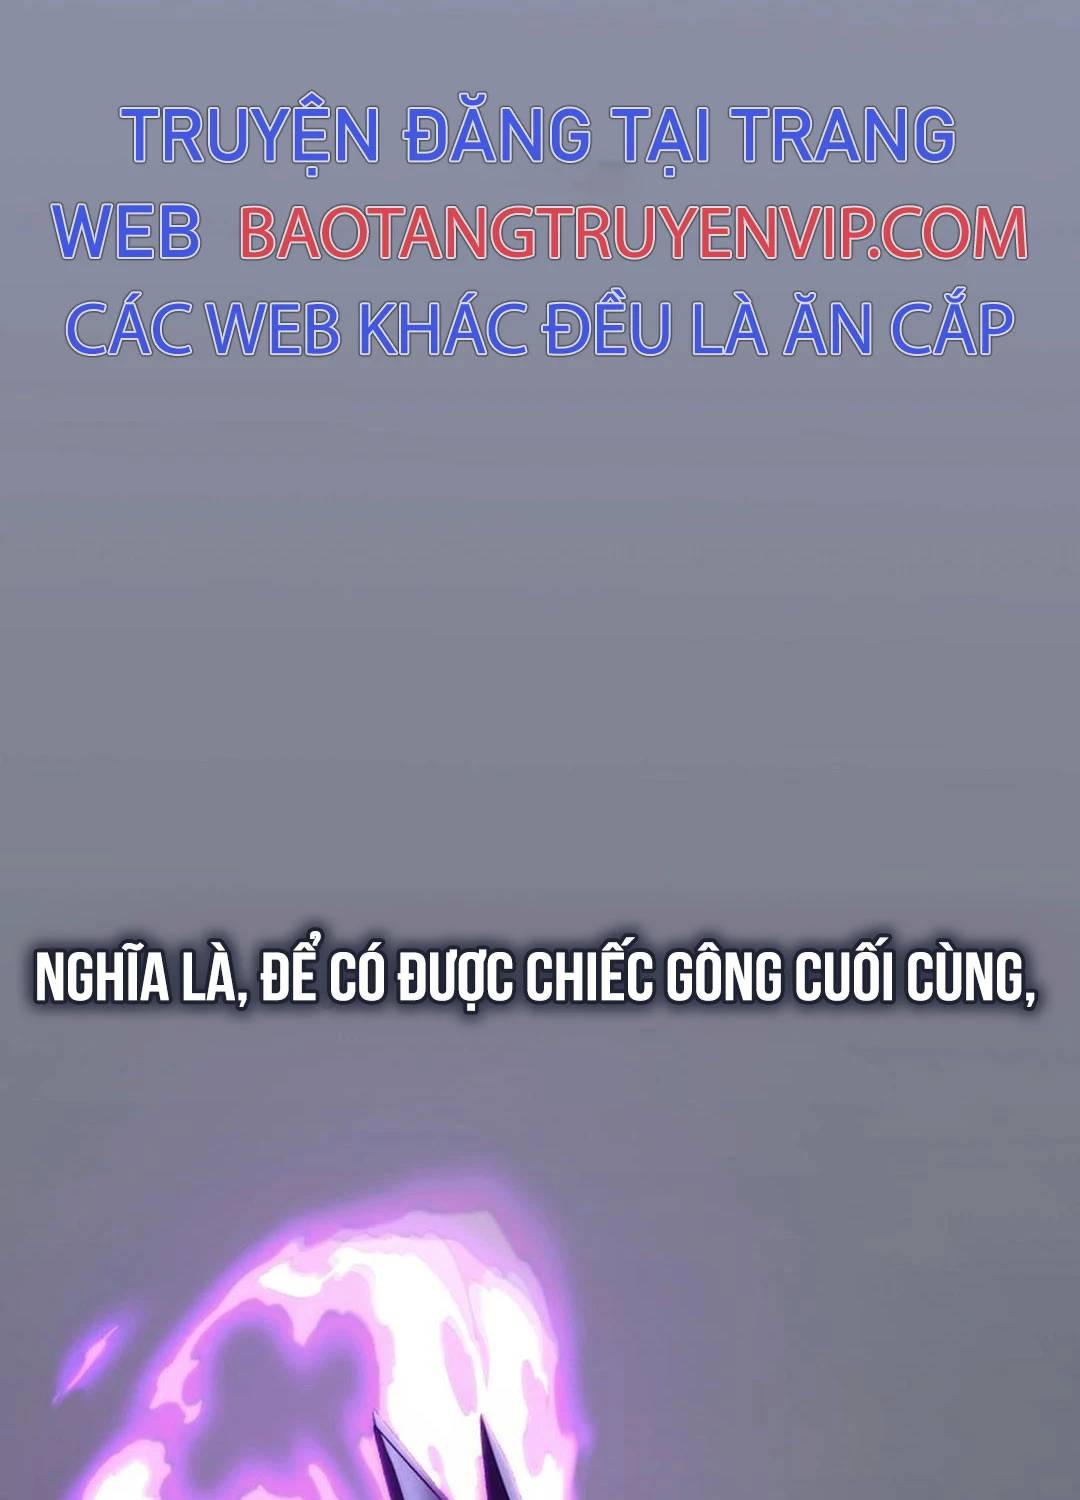 TRUYỆN ĐĂNG TẠI TRANG
WEB BAOTANGTRUYENVIP.COM
CÁC WEB KHÁC ĐỀU LÀ ĂN CẮP
NGHĨA LÀ, ĐỂ CÓ ĐƯỢC CHIẾC GÔNG CUỐI CÙNG,